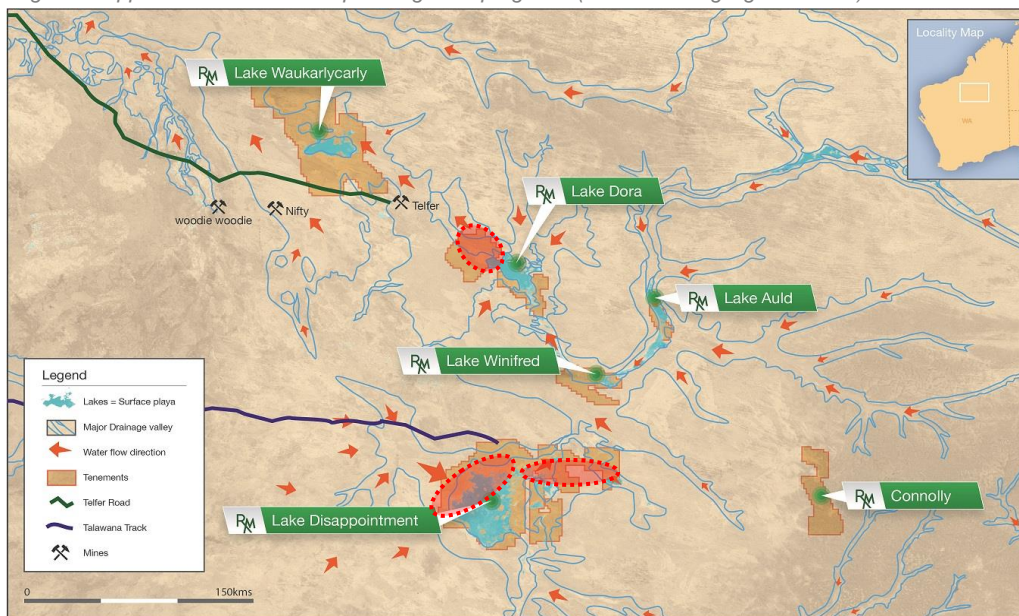 Locality Map
WA
RM Lake Waukarlycarly
RM Lake Dora
woodie woodie
Nifty
Telfer
RM Lake Auld
RM Lake Winifred
RM Connolly
RM Lake Disappointment
Legend
Lakes = Surface playa
Major Drainage valley
Water flow direction
Tenements
Telfer Road
Talawana Track
Mines
0 150kms